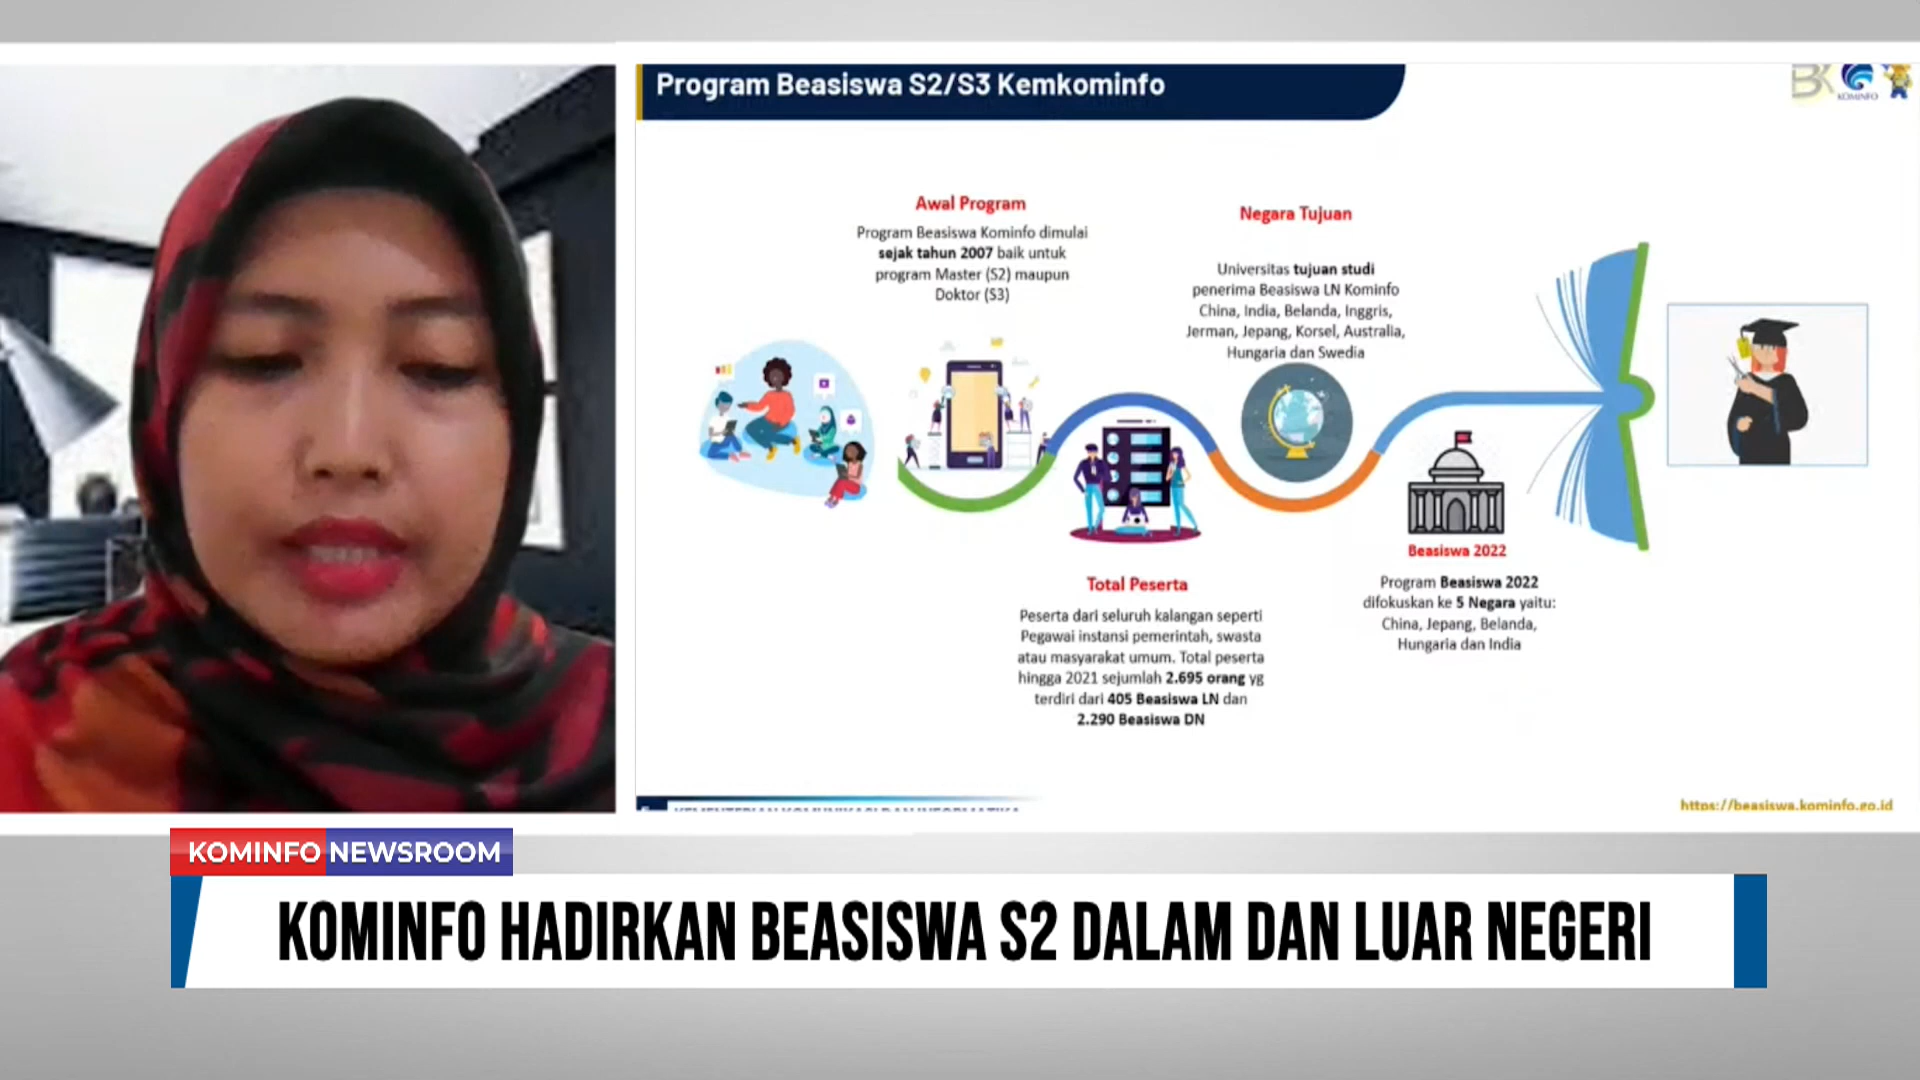 Program Beasiswa S2/S3 Kemkominfo
KOMINFO
Awal Program
Program Beasiswa Kominfo dimulai
sejak tahun 2007 baik untuk
program Master (S2) maupun
Doktor (S3)
Negara Tujuan
Universitas tujuan studi
penerima Beasiswa LN Kominfo
China, India, Belanda, Inggris,
Jerman, Jepang, Korsel, Australia,
Hungaria dan Swedia
Total Peserta
Peserta dari seluruh kalangan seperti
Pegawai instansi pemerintah, swasta
atau masyarakat umum. Total peserta
hingga 2021 sejumlah 2.695 orang yg
terdiri dari 405 Beasiswa LN dan
2.290 Beasiswa DN
Beasiswa 2022
Program Beasiswa 2022
difokuskan ke 5 Negara yaitu:
China, Jepang, Belanda,
Hungaria dan India
KEMENTERIAN KOMUNIKASI DAN INFORMATIKA
https://beasiswa.kominfo.go.id
KOMINFO NEWSROOM
KOMINFO HADIRKAN BEASISWA S2 DALAM DAN LUAR NEGERI